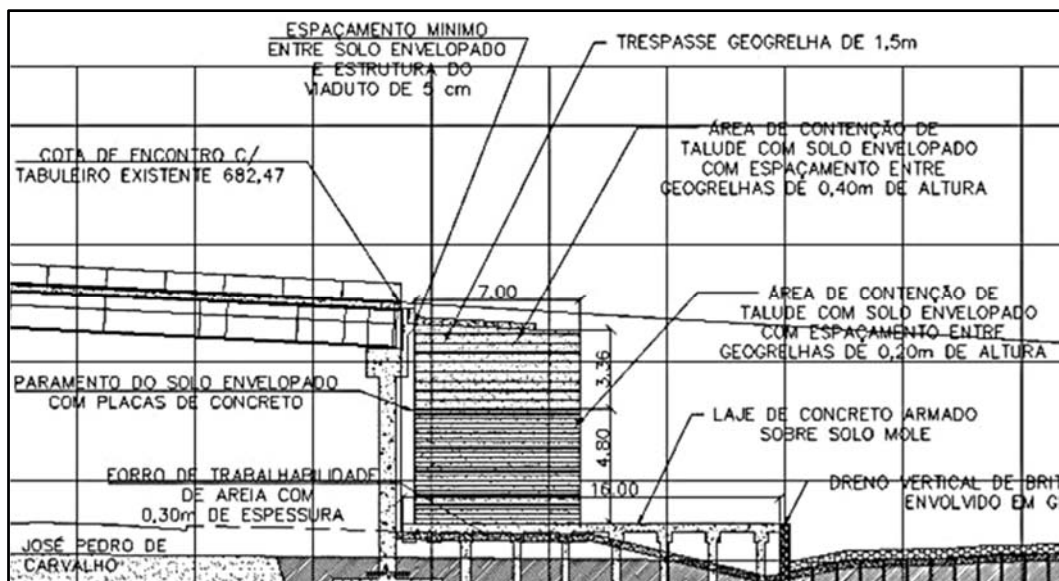 ESPAÇAMENTO MINIMO
ENTRE SOLO ENVELOPADO
E ESTRUTURA DO
VIADUTO DE 5 cm
TRESPASSE GEOGRELHA DE 1,5m
ÁREA DE CONTENÇÃO DE
TALUDE COM SOLO ENVELOPADO
COM ESPAÇAMENTO ENTRE
GEOGRELHAS DE 0,40m DE ALTURA
COTA DE ENCONTRO C/
TABULEIRO EXISTENTE 682,47
7.00
ÁREA DE CONTENÇÃO DE
TALUDE COM SOLO ENVELOPADO
COM ESPAÇAMENTO ENTRE
GEOGRELHAS DE 0,20m DE ALTURA
3.36
PARAMENTO DO SOLO ENVELOPADO
COM PLACAS DE CONCRETO
LAJE DE CONCRETO ARMADO
SOBRE SOLO MOLE
4.80
FORRO DE TRABALHABILIDADE
DE AREIA COM
0,30m DE ESPESSURA
16.00
DRENO VERTICAL DE BRIT
ENVOLVIDO EM G
JOSÉ PEDRO DE
CARVALHO